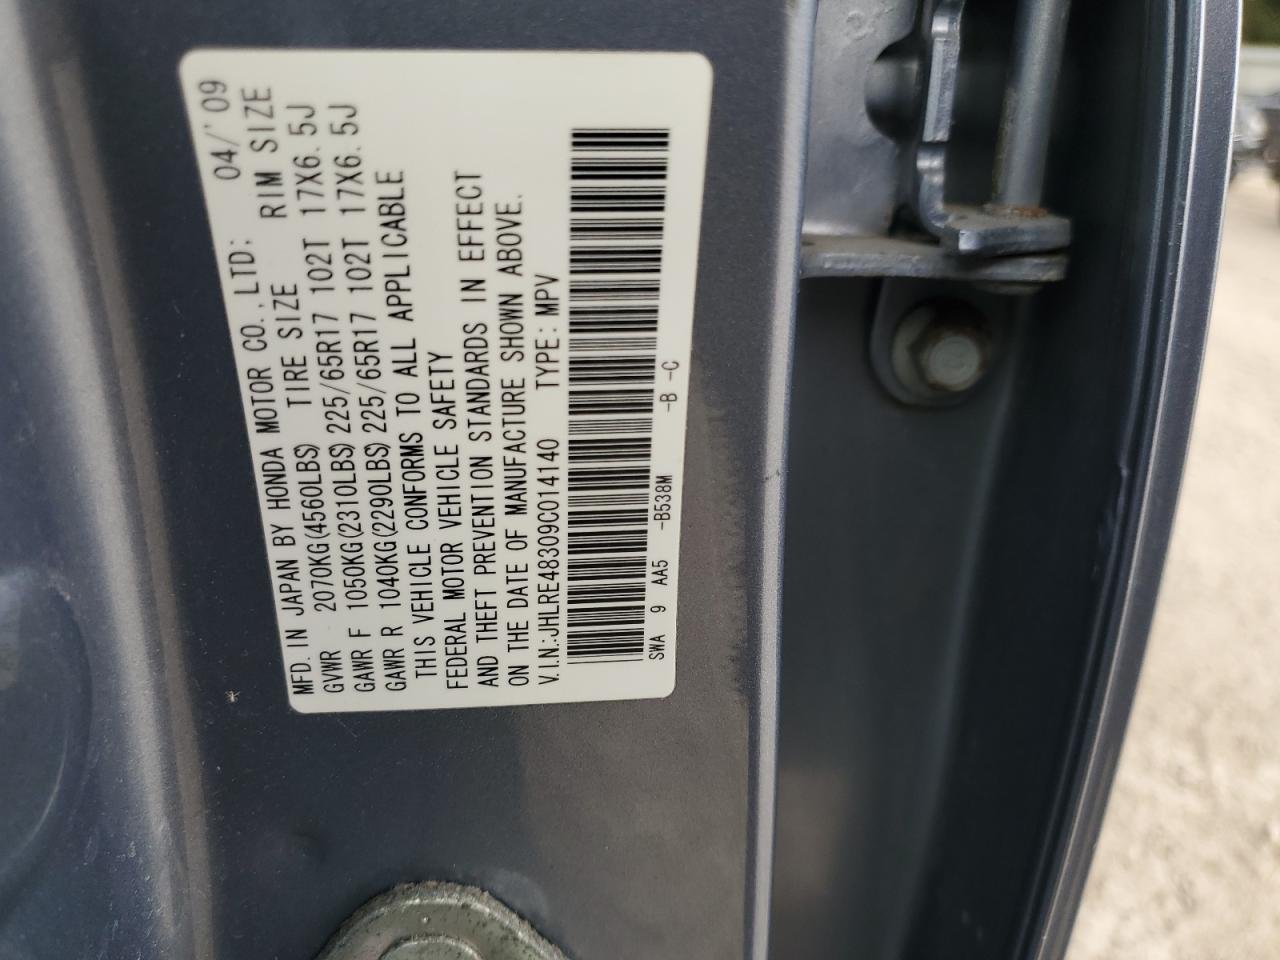 MFD. IN JAPAN BY HONDA MOTOR CO., LTD: 04/'09
GVWR 2070KG(4560LBS) TIRE SIZE RIM SIZE
GAWR F 1050KG(2310LBS) 225/65R17 102T 17X6.5J
GAWR R 1040KG(2290LBS) 225/65R17 102T 17X6.5J
THIS VEHICLE CONFORMS TO ALL APPLICABLE
FEDERAL MOTOR VEHICLE SAFETY
AND THEFT PREVENTION STANDARDS IN EFFECT
ON THE DATE OF MANUFACTURE SHOWN ABOVE.
V.I.N.:JHLRE48309C014140 TYPE: MPV
SWA 9 AA5 -B538M -B -C